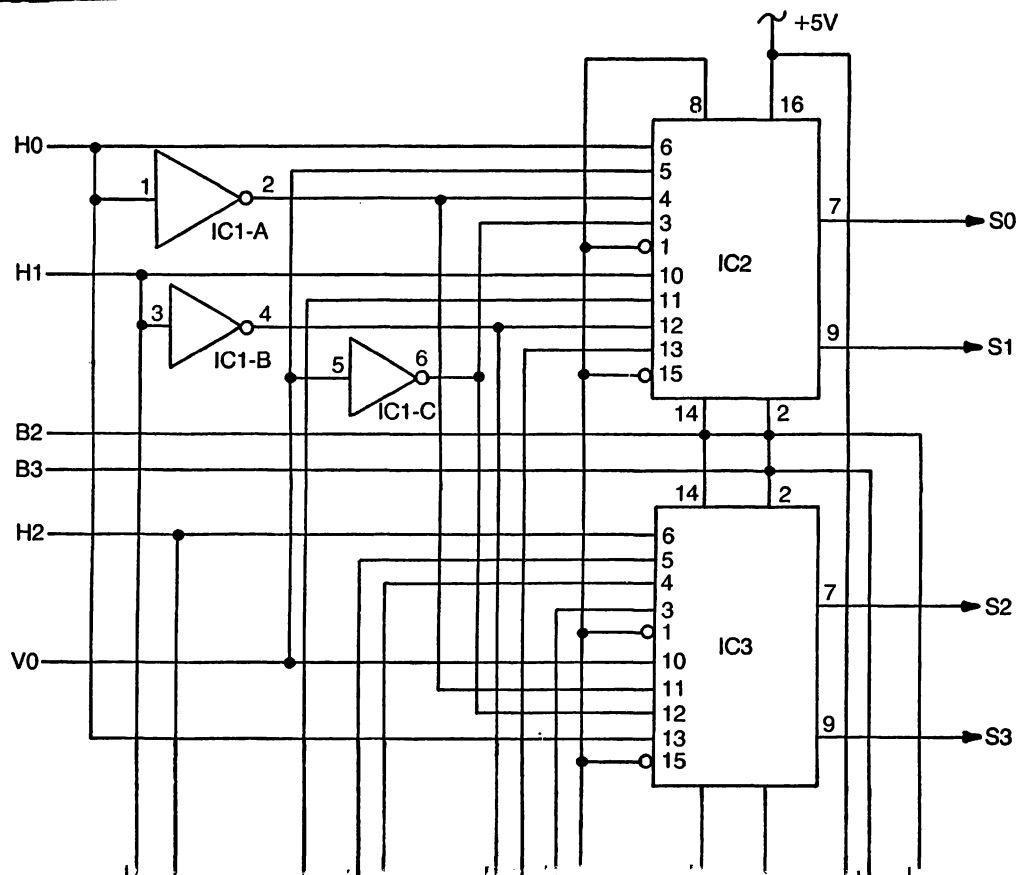 +5V
8 16
H0 6
5
1 2 4
3
IC1-A 7 S0
1
IC2
H1 10
11
3 4 12
13 9 S1
IC1-B 5 6
15
IC1-C 14 2
B2
B3
14 2
H2 6
5
4
7 S2
3
1
IC3
V0 10
11
12
9 S3
13
15